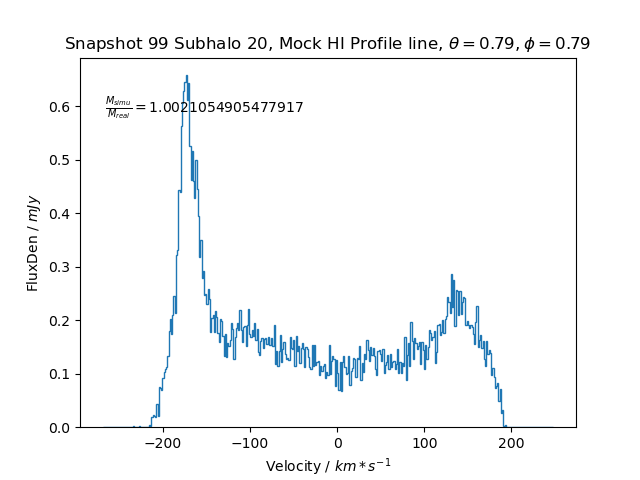 Snapshot 99 Subhalo 20, Mock HI Profile line, θ = 0.79, ϕ = 0.79
M_simu/M_real = 1.0021054905477917
0.6
0.5
0.4
0.3
0.2
0.1
0.0
FluxDen / mJy
−200 −100 0 100 200
Velocity / km * s⁻¹